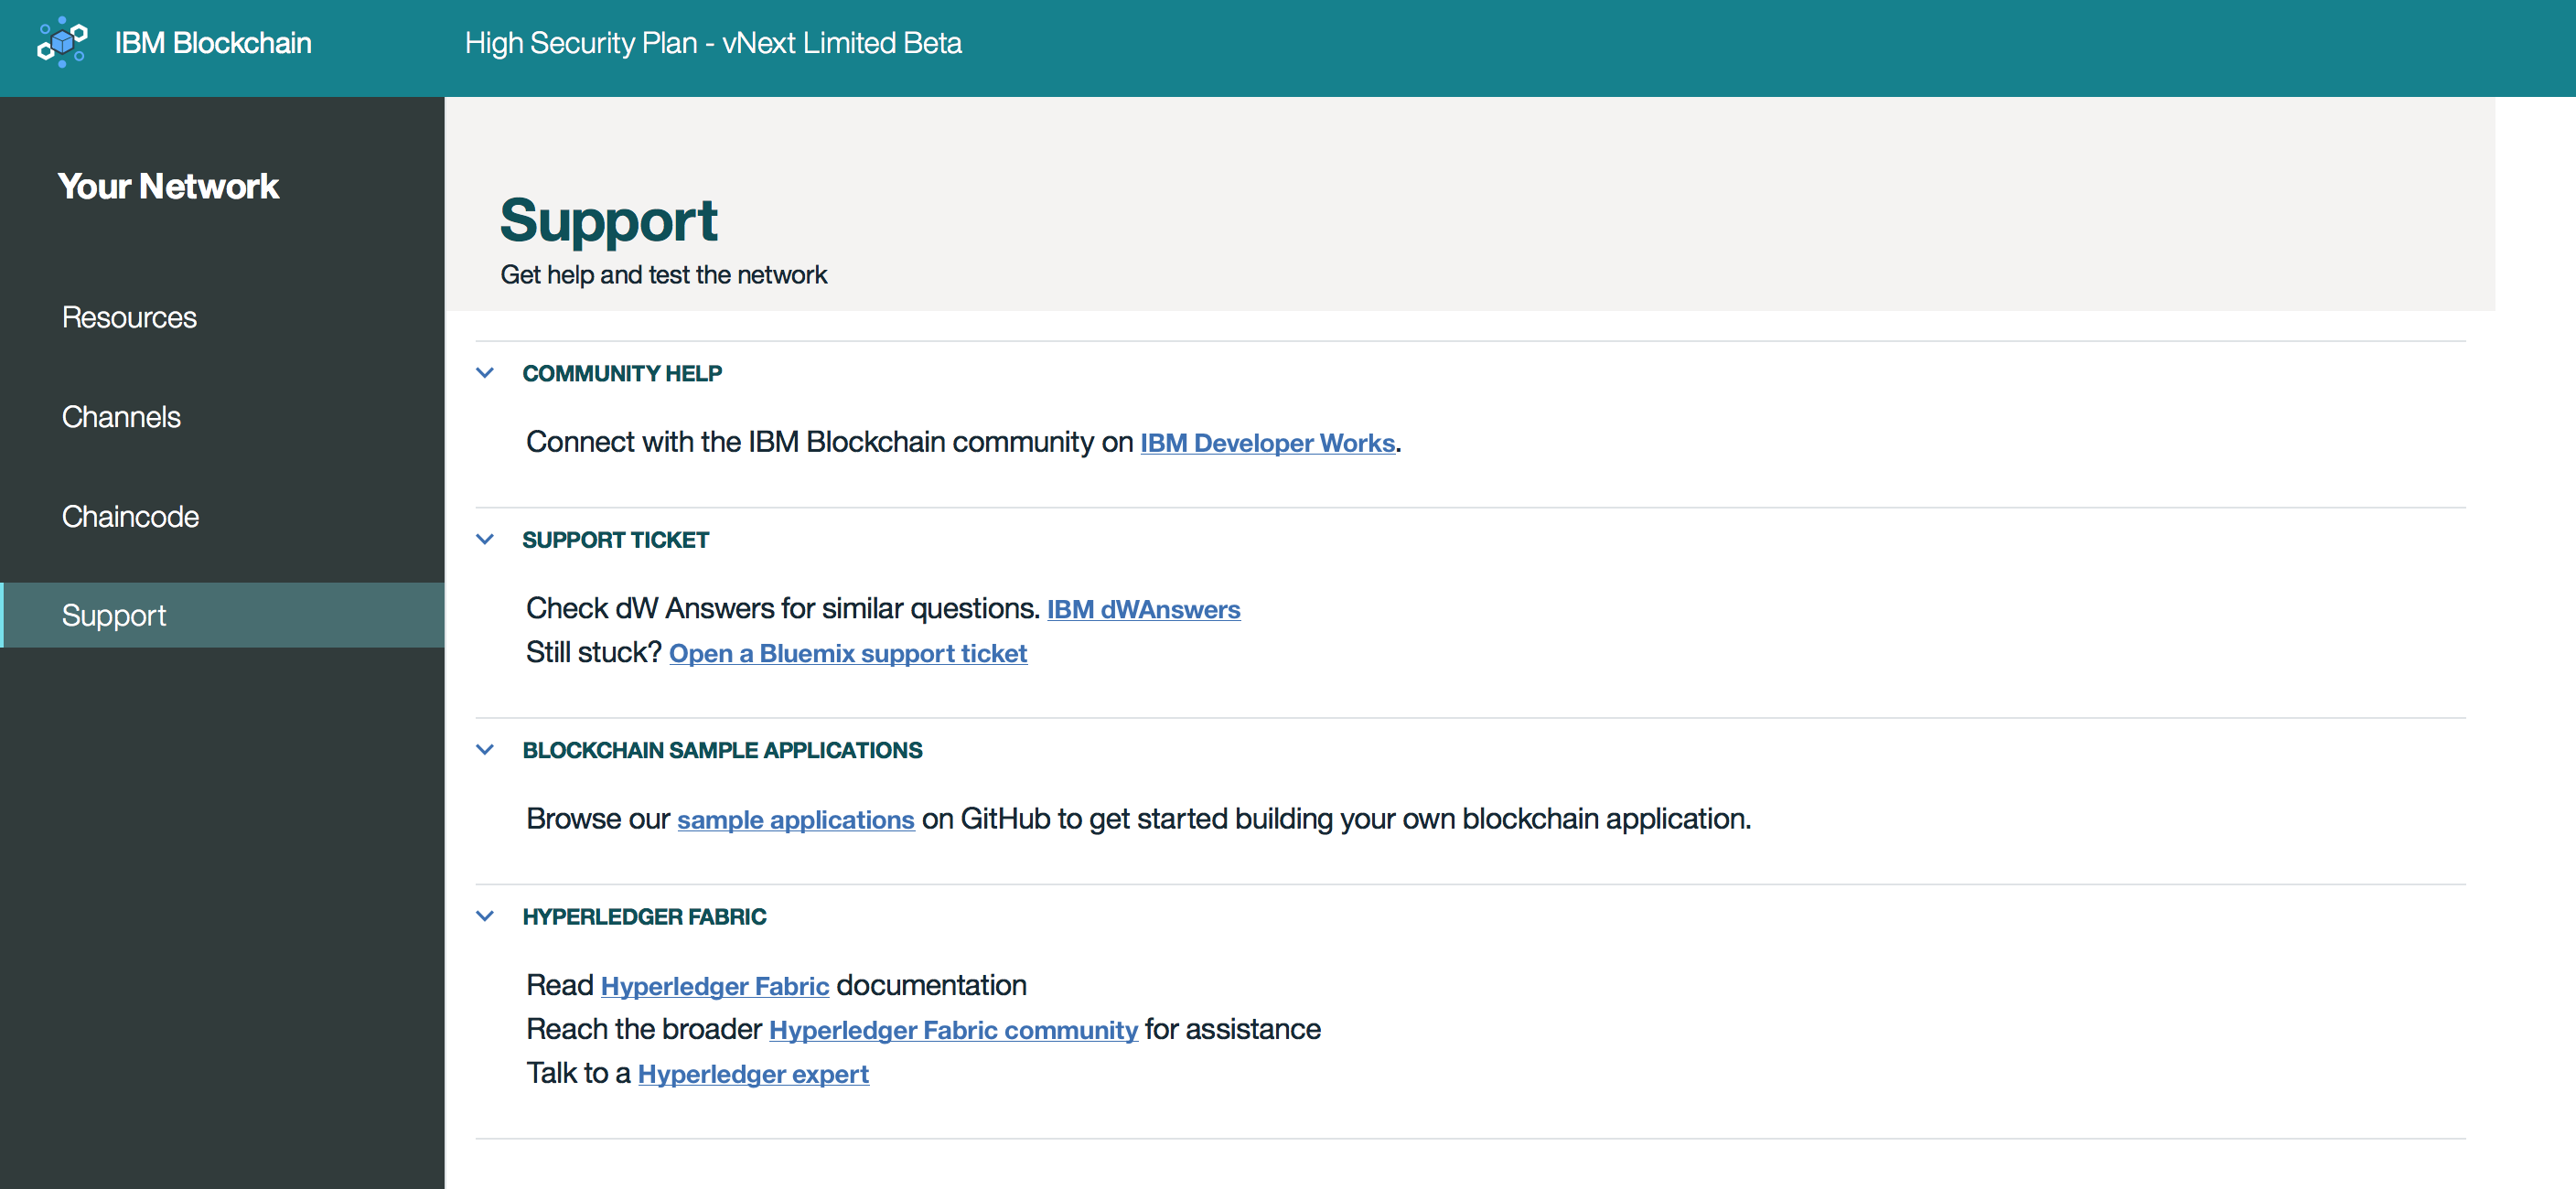 IBM Blockchain
High Security Plan - vNext Limited Beta
Your Network
Resources
Channels
Chaincode
Support
Support
Get help and test the network
COMMUNITY HELP
Connect with the IBM Blockchain community on IBM Developer Works.
SUPPORT TICKET
Check dW Answers for similar questions. IBM dWAnswers
Still stuck? Open a Bluemix support ticket
BLOCKCHAIN SAMPLE APPLICATIONS
Browse our sample applications on GitHub to get started building your own blockchain application.
HYPERLEDGER FABRIC
Read Hyperledger Fabric documentation
Reach the broader Hyperledger Fabric community for assistance
Talk to a Hyperledger expert